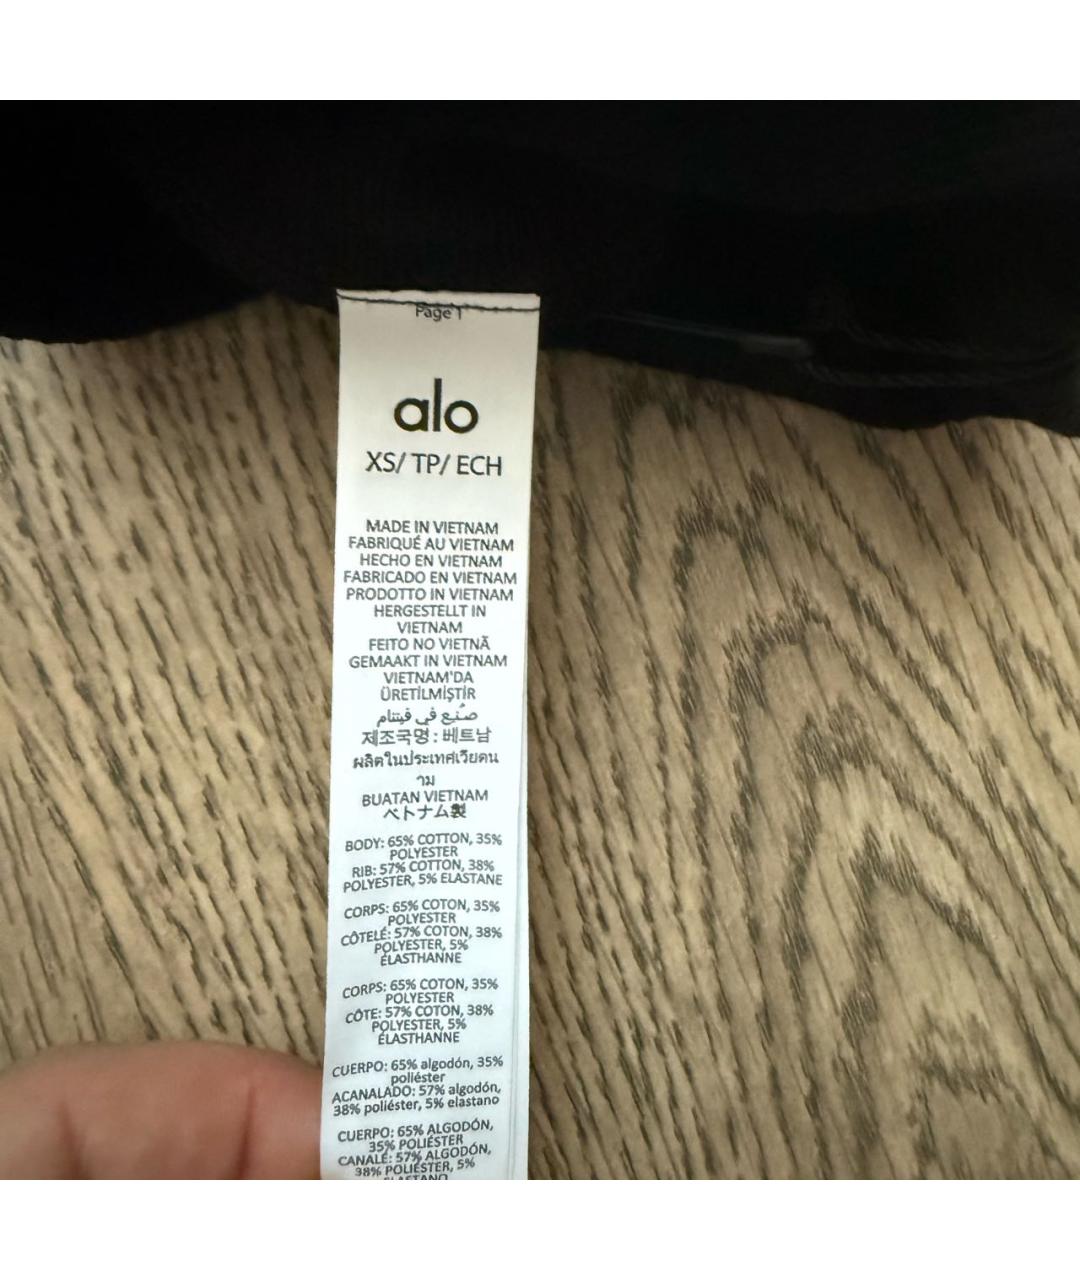 Page 1
alo
XS/ TP/ ECH
MADE IN VIETNAM
FABRIQUÉ AU VIETNAM
HECHO EN VIETNAM
FABRICADO EN VIETNAM
PRODOTTO IN VIETNAM
HERGESTELLT IN
VIETNAM
FEITO NO VIETNÃ
GEMAAKT IN VIETNAM
VIETNAM'DA
ÜRETİLMİŞTİR
صُنع في فيتنام
제조국명 : 베트남
ผลิตในประเทศเวียดน
าม
BUATAN VIETNAM
ベトナム製
BODY: 65% COTTON, 35%
POLYESTER
RIB: 57% COTTON, 38%
POLYESTER, 5% ELASTANE
CORPS: 65% COTON, 35%
POLYESTER
CÔTELÉ: 57% COTON, 38%
POLYESTER, 5%
ÉLASTHANNE
CORPS: 65% COTON, 35%
POLYESTER
CÔTE: 57% COTON, 38%
POLYESTER, 5%
ÉLASTHANNE
CUERPO: 65% algodón, 35%
poliéster
ACANALADO: 57% algodón,
38% poliéster, 5% elastano
CUERPO: 65% ALGODÓN,
35% POLIÉSTER
CANALÉ: 57% ALGODÓN,
38% POLIÉSTER, 5%